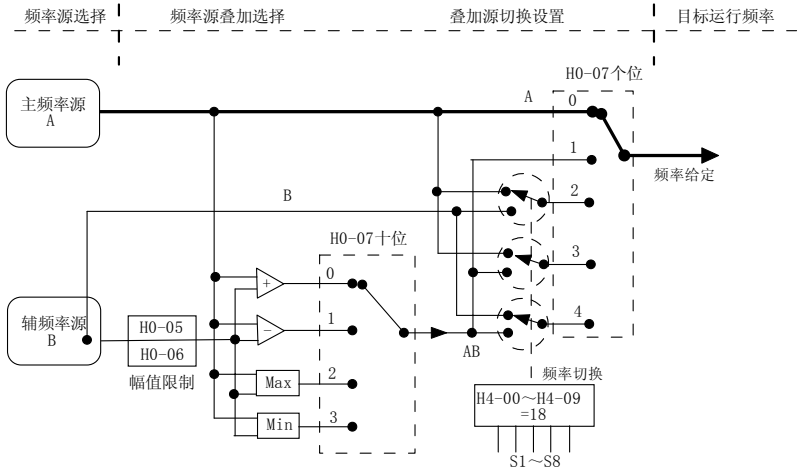 频率源选择
频率源叠加选择
叠加源切换设置
目标运行频率
H0-07个位
主频率源
A
A
0
1
频率给定
2
B
H0-07十位
3
0
+
辅频率源
B
H0-05
H0-06
幅值限制
−
1
4
AB
频率切换
Max
2
H4-00～H4-09
=18
Min
3
S1～S8